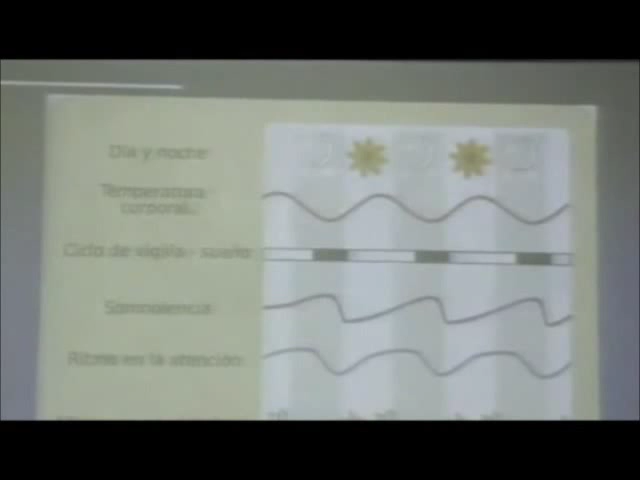 Día y noche
Temperatura
corporal
Ciclo de vigilia - sueño
Somnolencia
Ritmo en la atención